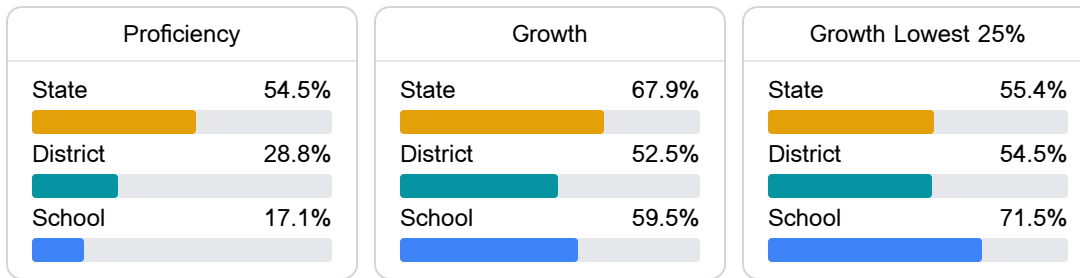 Proficiency
State 54.5%
District 28.8%
School 17.1%
Growth
State 67.9%
District 52.5%
School 59.5%
Growth Lowest 25%
State 55.4%
District 54.5%
School 71.5%